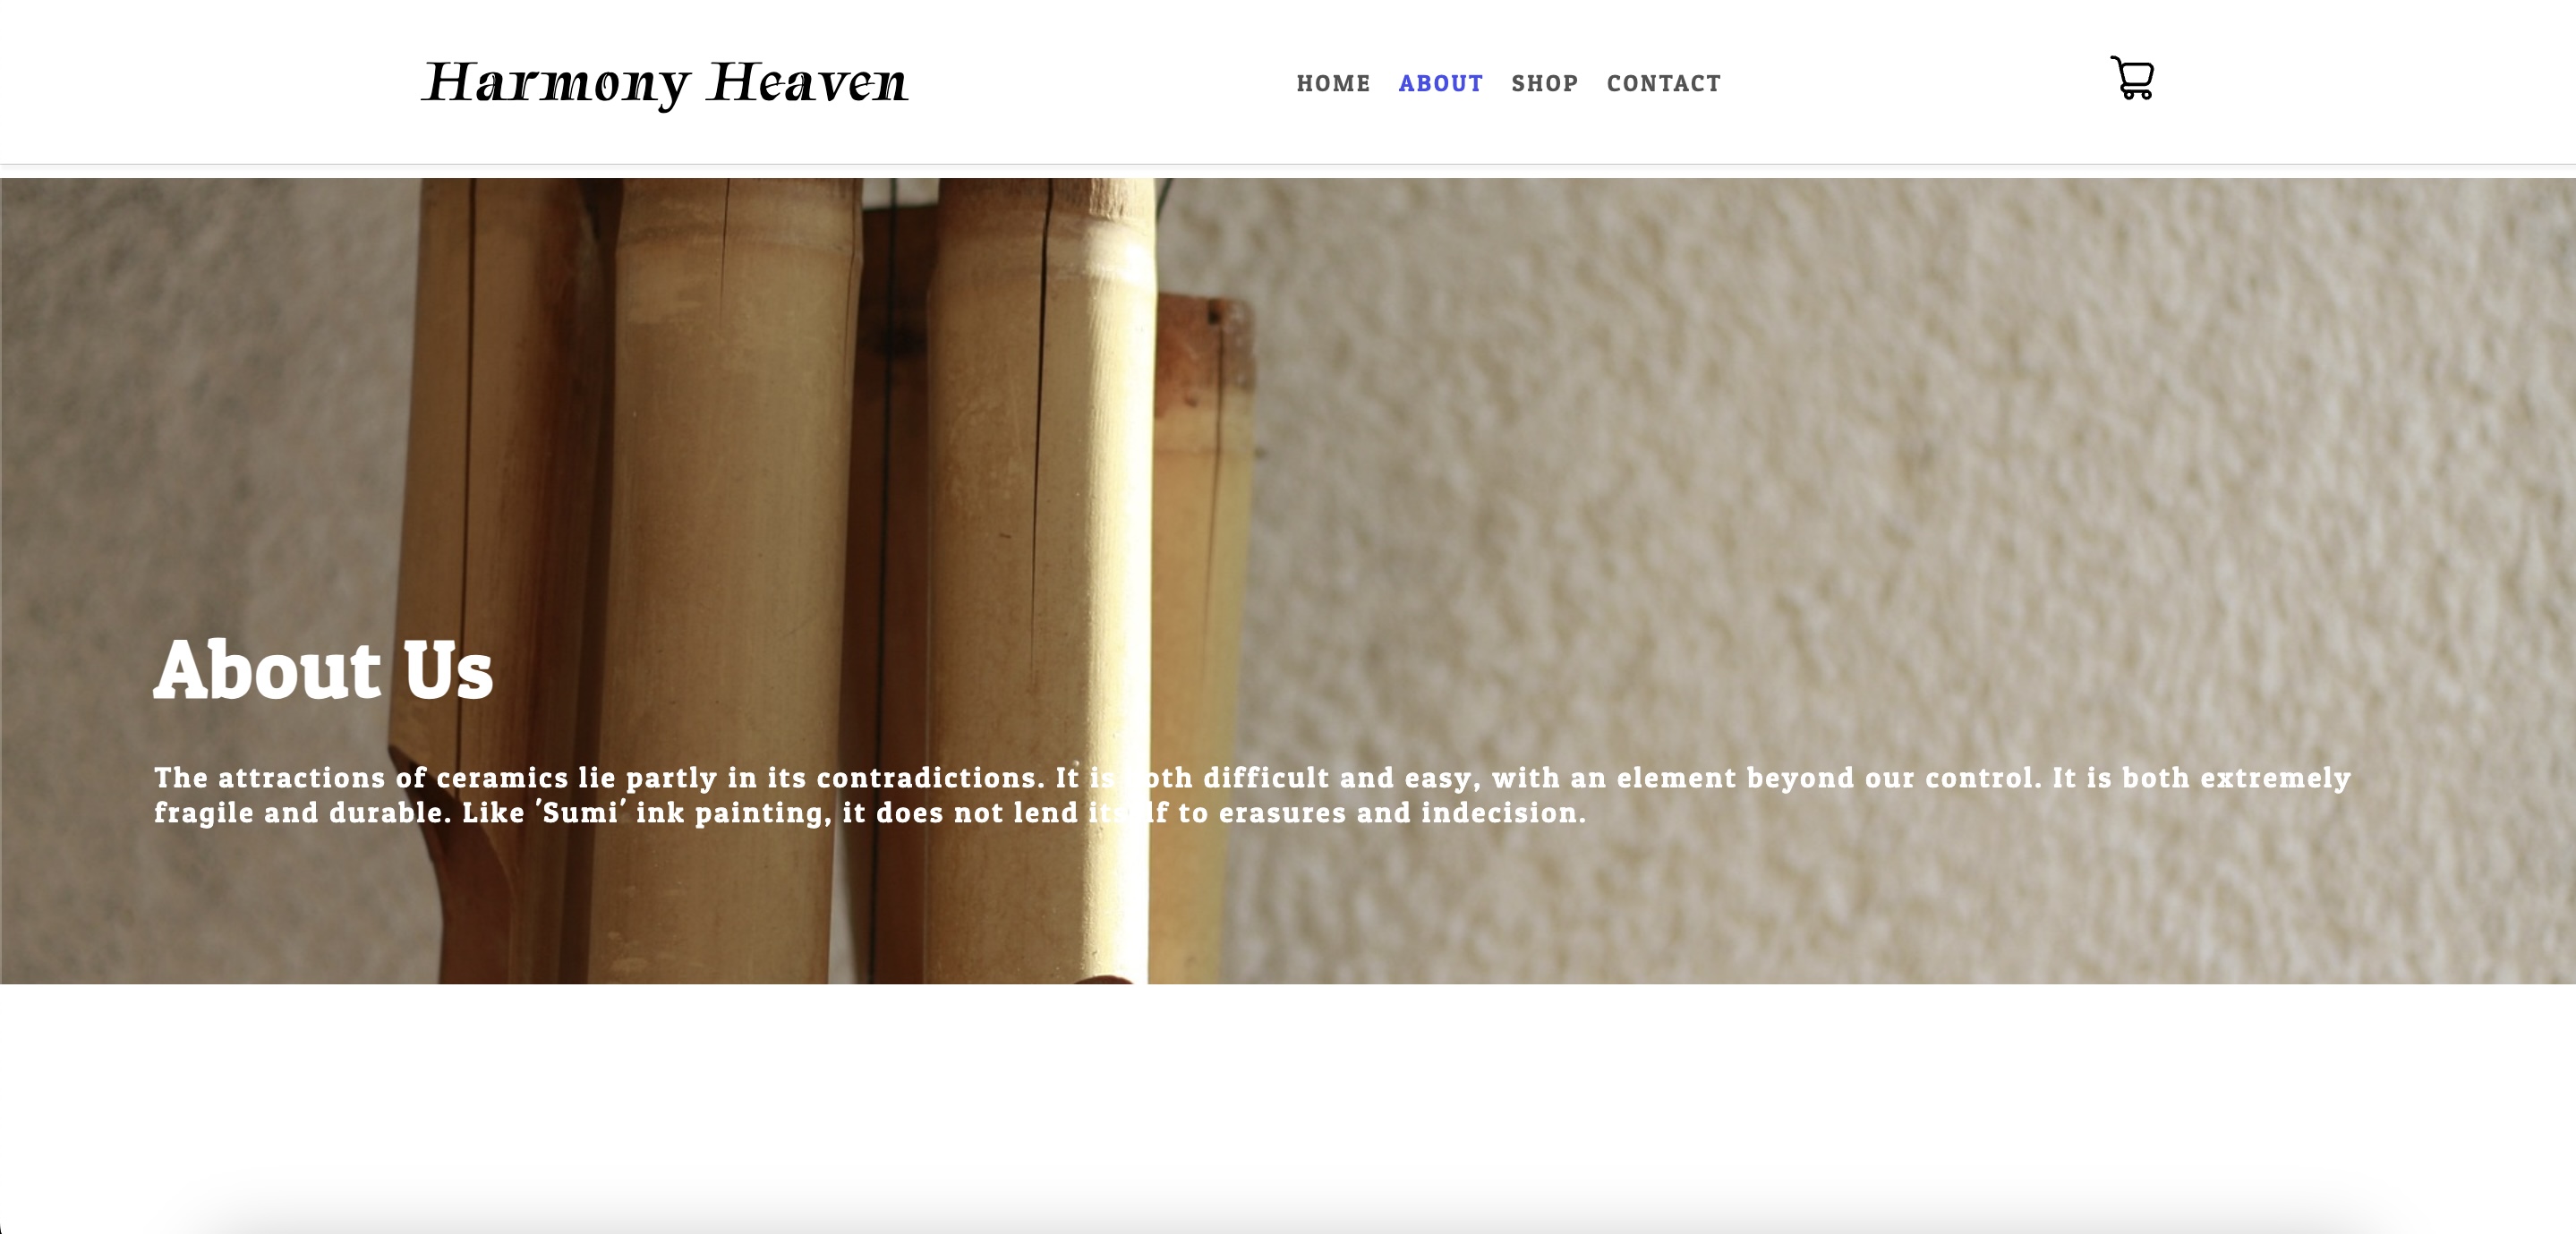 Harmony Heaven
HOME ABOUT SHOP CONTACT
About Us
The attractions of ceramics lie partly in its contradictions. It is both difficult and easy, with an element beyond our control. It is both extremely
fragile and durable. Like 'Sumi' ink painting, it does not lend itself to erasures and indecision.